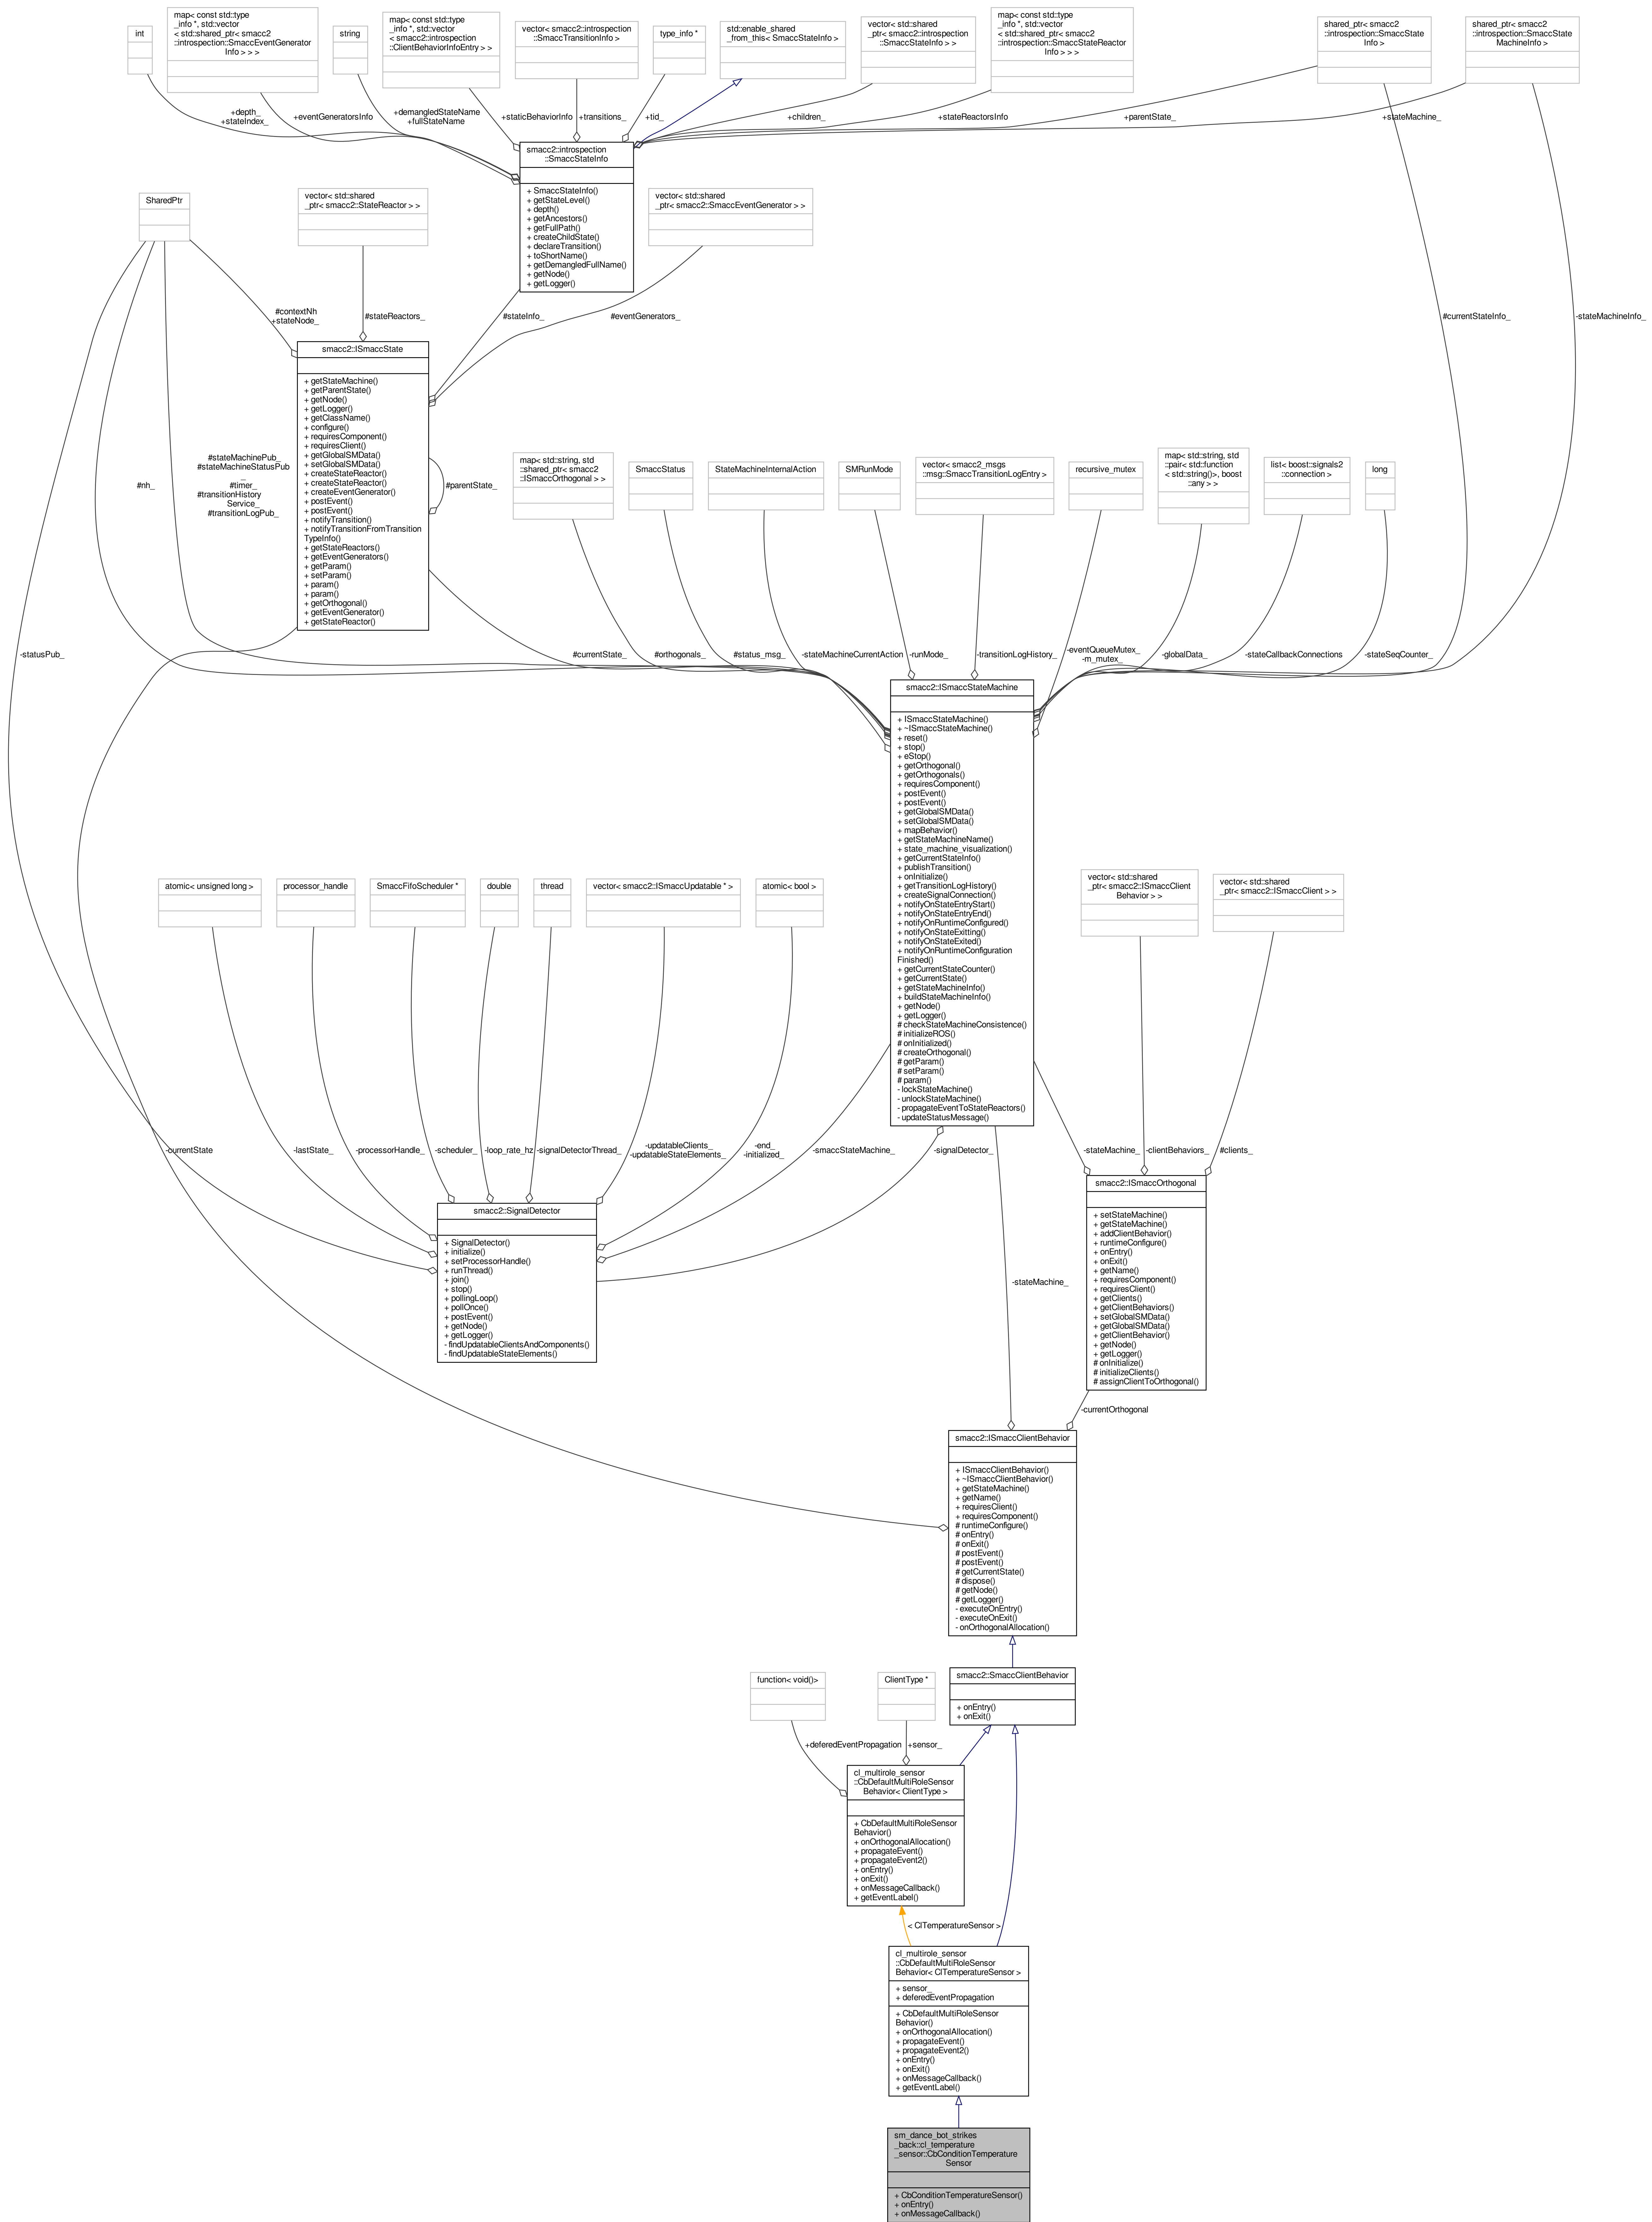 int
map< const std::type
_info *, std::vector
< std::shared_ptr< smacc2
::introspection::SmaccEventGenerator
Info > > >
string
map< const std::type
_info *, std::vector
< smacc2::introspection
::ClientBehaviorInfoEntry > >
vector< smacc2::introspection
::SmaccTransitionInfo >
type_info *
std::enable_shared
_from_this< SmaccStateInfo >
vector< std::shared
_ptr< smacc2::introspection
::SmaccStateInfo > >
map< const std::type
_info *, std::vector
< std::shared_ptr< smacc2
::introspection::SmaccStateReactor
Info > > >
shared_ptr< smacc2
::introspection::SmaccState
Info >
shared_ptr< smacc2
::introspection::SmaccState
MachineInfo >
+depth_
+stateIndex_
+eventGeneratorsInfo
+demangledStateName
+fullStateName
+staticBehaviorInfo
+transitions_
+tid_
+children_
+stateReactorsInfo
+parentState_
+stateMachine_
smacc2::introspection
::SmaccStateInfo
+ SmaccStateInfo()
+ getStateLevel()
+ depth()
+ getAncestors()
+ getFullPath()
+ createChildState()
+ declareTransition()
+ toShortName()
+ getDemangledFullName()
+ getNode()
+ getLogger()
SharedPtr
vector< std::shared
_ptr< smacc2::StateReactor > >
vector< std::shared
_ptr< smacc2::SmaccEventGenerator > >
#contextNh
+stateNode_
#stateReactors_
#stateInfo_
#eventGenerators_
#currentStateInfo_
-stateMachineInfo_
smacc2::ISmaccState
+ getStateMachine()
+ getParentState()
+ getNode()
+ getLogger()
+ getClassName()
+ configure()
+ requiresComponent()
+ requiresClient()
+ getGlobalSMData()
+ setGlobalSMData()
+ createStateReactor()
+ createStateReactor()
+ createEventGenerator()
+ postEvent()
+ postEvent()
+ notifyTransition()
+ notifyTransitionFromTransition
TypeInfo()
+ getStateReactors()
+ getEventGenerators()
+ getParam()
+ setParam()
+ param()
+ param()
+ getOrthogonal()
+ getEventGenerator()
+ getStateReactor()
#parentState_
#nh_
#stateMachinePub_
#stateMachineStatusPub
_
#timer_
#transitionHistory
Service_
#transitionLogPub_
map< std::string, std
::shared_ptr< smacc2
::ISmaccOrthogonal > >
SmaccStatus
StateMachineInternalAction
SMRunMode
vector< smacc2_msgs
::msg::SmaccTransitionLogEntry >
recursive_mutex
map< std::string, std
::pair< std::function
< std::string()>, boost
::any > >
list< boost::signals2
::connection >
long
-statusPub_
#currentState_
#orthogonals_
#status_msg_
-stateMachineCurrentAction
-runMode_
-transitionLogHistory_
-eventQueueMutex_
-m_mutex_
-globalData_
-stateCallbackConnections
-stateSeqCounter_
smacc2::ISmaccStateMachine
+ ISmaccStateMachine()
+ ~ISmaccStateMachine()
+ reset()
+ stop()
+ eStop()
+ getOrthogonal()
+ getOrthogonals()
+ requiresComponent()
+ postEvent()
+ postEvent()
+ getGlobalSMData()
+ setGlobalSMData()
+ mapBehavior()
+ getStateMachineName()
+ state_machine_visualization()
+ getCurrentStateInfo()
+ publishTransition()
+ onInitialize()
+ getTransitionLogHistory()
+ createSignalConnection()
+ notifyOnStateEntryStart()
+ notifyOnStateEntryEnd()
+ notifyOnRuntimeConfigured()
+ notifyOnStateExitting()
+ notifyOnStateExited()
+ notifyOnRuntimeConfiguration
Finished()
+ getCurrentStateCounter()
+ getCurrentState()
+ getStateMachineInfo()
+ buildStateMachineInfo()
+ getNode()
+ getLogger()
# checkStateMachineConsistence()
# initializeROS()
# onInitialized()
# createOrthogonal()
# getParam()
# setParam()
# param()
- lockStateMachine()
- unlockStateMachine()
- propagateEventToStateReactors()
- updateStatusMessage()
atomic< unsigned long >
processor_handle
SmaccFifoScheduler *
double
thread
vector< smacc2::ISmaccUpdatable * >
atomic< bool >
vector< std::shared
_ptr< smacc2::ISmaccClient
Behavior > >
vector< std::shared
_ptr< smacc2::ISmaccClient > >
-currentState
-lastState_
-processorHandle_
-scheduler_
-loop_rate_hz
-signalDetectorThread_
-updatableClients_
-updatableStateElements_
-end_
-initialized_
-smaccStateMachine_
-signalDetector_
-stateMachine_
-clientBehaviors_
#clients_
smacc2::SignalDetector
+ SignalDetector()
+ initialize()
+ setProcessorHandle()
+ runThread()
+ join()
+ stop()
+ pollingLoop()
+ pollOnce()
+ postEvent()
+ getNode()
+ getLogger()
- findUpdatableClientsAndComponents()
- findUpdatableStateElements()
smacc2::ISmaccOrthogonal
+ setStateMachine()
+ getStateMachine()
+ addClientBehavior()
+ runtimeConfigure()
+ onEntry()
+ onExit()
+ getName()
+ requiresComponent()
+ requiresClient()
+ getClients()
+ getClientBehaviors()
+ setGlobalSMData()
+ getGlobalSMData()
+ getClientBehavior()
+ getNode()
+ getLogger()
# onInitialize()
# initializeClients()
# assignClientToOrthogonal()
-stateMachine_
-currentOrthogonal
smacc2::ISmaccClientBehavior
+ ISmaccClientBehavior()
+ ~ISmaccClientBehavior()
+ getStateMachine()
+ getName()
+ requiresClient()
+ requiresComponent()
# runtimeConfigure()
# onEntry()
# onExit()
# postEvent()
# postEvent()
# getCurrentState()
# dispose()
# getNode()
# getLogger()
- executeOnEntry()
- executeOnExit()
- onOrthogonalAllocation()
function< void()>
ClientType *
smacc2::SmaccClientBehavior
+ onEntry()
+ onExit()
+deferedEventPropagation
+sensor_
cl_multirole_sensor
::CbDefaultMultiRoleSensor
Behavior< ClientType >
+ CbDefaultMultiRoleSensor
Behavior()
+ onOrthogonalAllocation()
+ propagateEvent()
+ propagateEvent2()
+ onEntry()
+ onExit()
+ onMessageCallback()
+ getEventLabel()
< ClTemperatureSensor >
cl_multirole_sensor
::CbDefaultMultiRoleSensor
Behavior< ClTemperatureSensor >
+ sensor_
+ deferedEventPropagation
+ CbDefaultMultiRoleSensor
Behavior()
+ onOrthogonalAllocation()
+ propagateEvent()
+ propagateEvent2()
+ onEntry()
+ onExit()
+ onMessageCallback()
+ getEventLabel()
sm_dance_bot_strikes
_back::cl_temperature
_sensor::CbConditionTemperature
Sensor
+ CbConditionTemperatureSensor()
+ onEntry()
+ onMessageCallback()